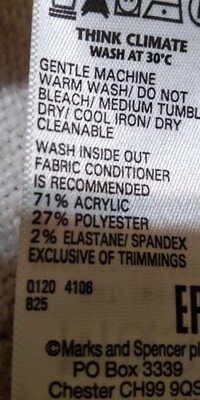 THINK CLIMATE
WASH AT 30°C
GENTLE MACHINE
WARM WASH/ DO NOT
BLEACH/ MEDIUM TUMBL
DRY/ COOL IRON/ DRY
CLEANABLE
WASH INSIDE OUT
FABRIC CONDITIONER
IS RECOMMENDED
71% ACRYLIC
27% POLYESTER
2% ELASTANE/ SPANDEX
EXCLUSIVE OF TRIMMINGS
Q120 4106
B25
©Marks and Spencer pl
PO Box 3339
Chester CH99 9QS